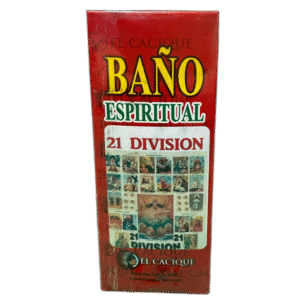 EL CACIQUE
BAÑO
ESPIRITUAL
21 DIVISION
21
DIVISION
EL CACIQUE